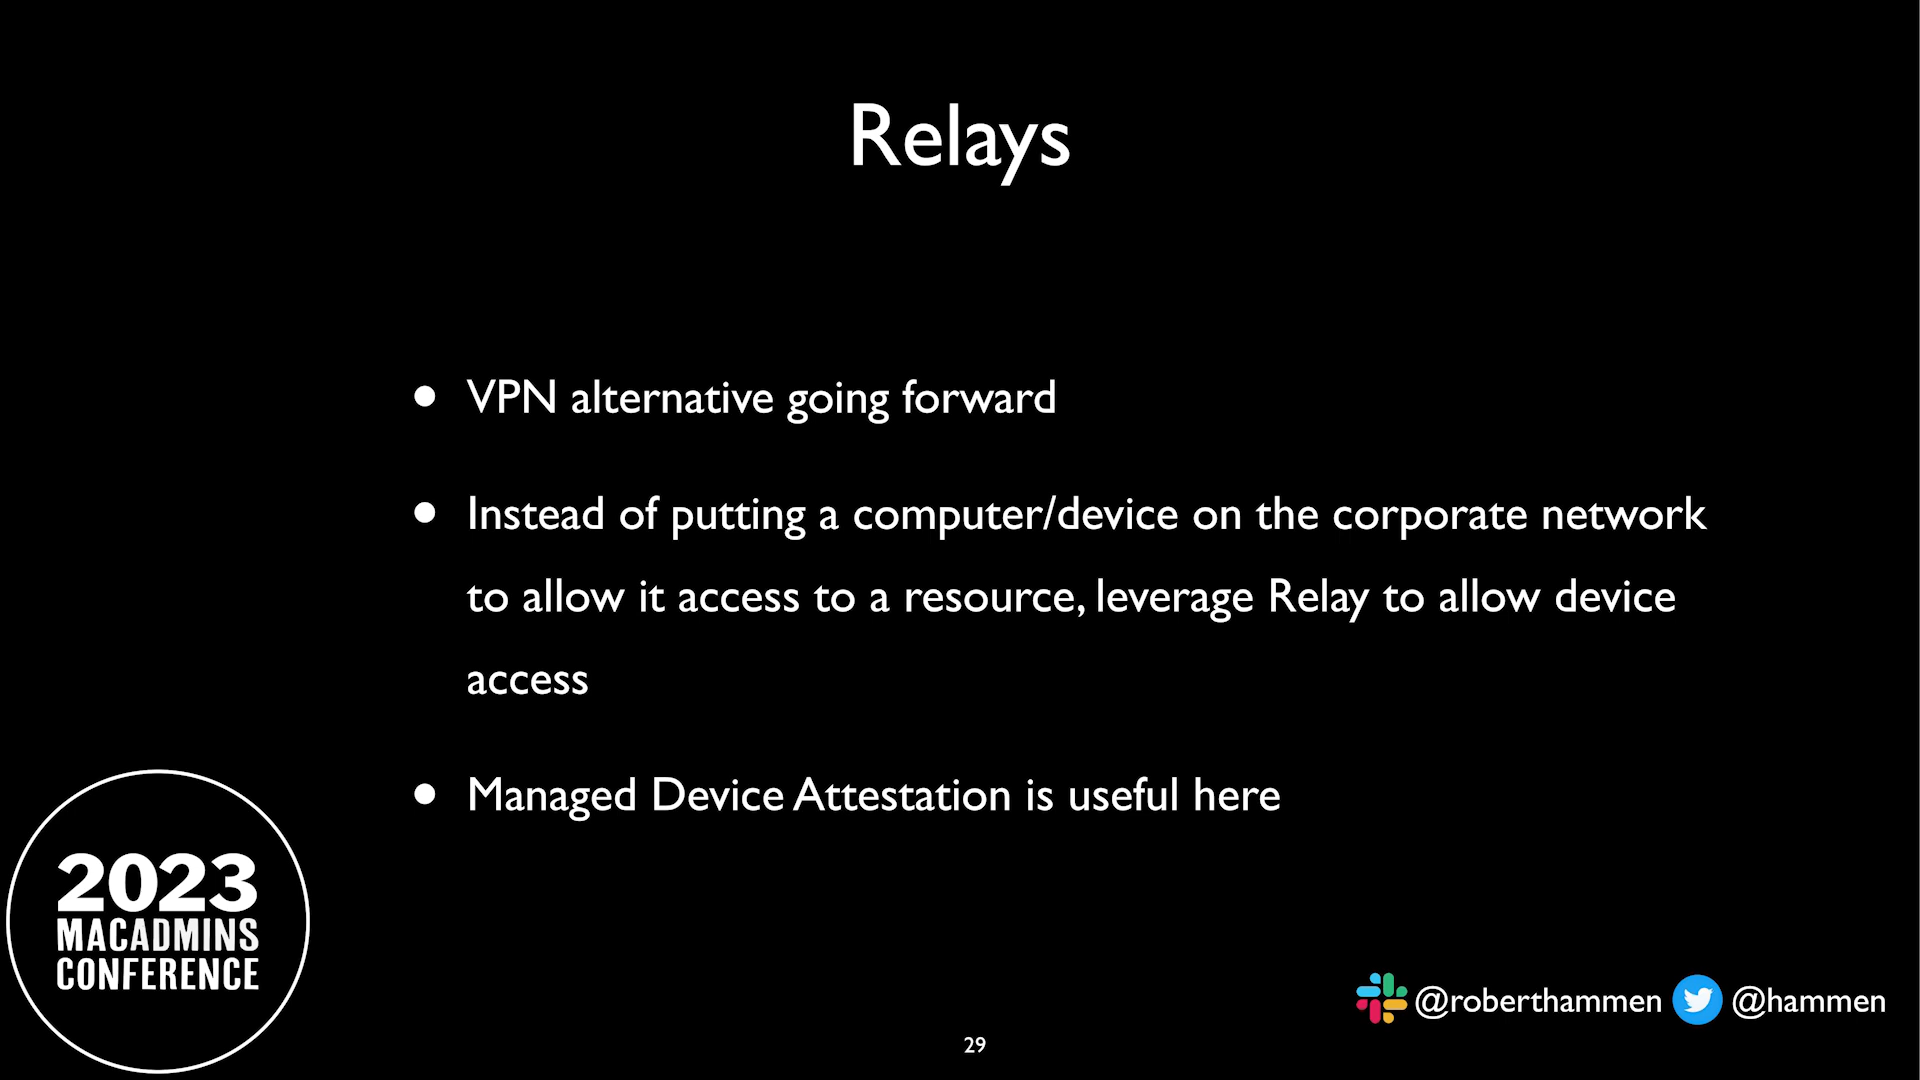 Relays
• VPN alternative going forward
• Instead of putting a computer/device on the corporate network
to allow it access to a resource, leverage Relay to allow device
access
• Managed Device Attestation is useful here
2023
MACADMINS
CONFERENCE
@roberthammen @hammen
29